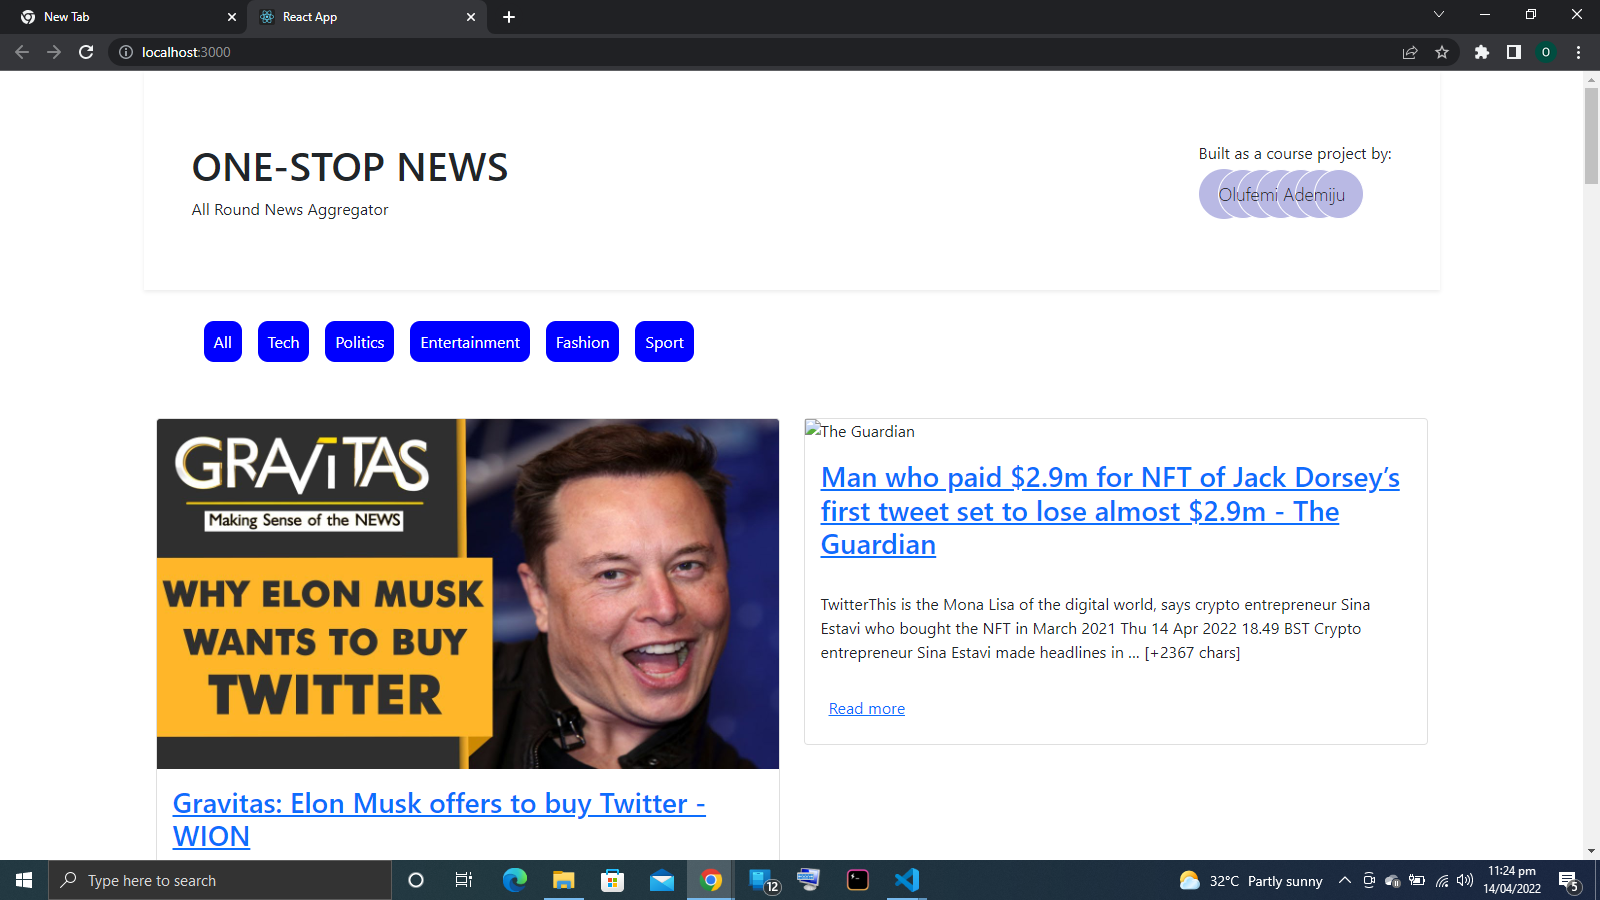 New Tab
React App
localhost:3000
O
ONE-STOP NEWS
All Round News Aggregator
Built as a course project by:
Olufemi Ademiju
All
Tech
Politics
Entertainment
Fashion
Sport
GRAVITAS
Making Sense of the NEWS
WHY ELON MUSK
WANTS TO BUY
TWITTER
Gravitas: Elon Musk offers to buy Twitter -
WION
The Guardian
Man who paid $2.9m for NFT of Jack Dorsey’s
first tweet set to lose almost $2.9m - The
Guardian
TwitterThis is the Mona Lisa of the digital world, says crypto entrepreneur Sina
Estavi who bought the NFT in March 2021 Thu 14 Apr 2022 18.49 BST Crypto
entrepreneur Sina Estavi made headlines in … [+2367 chars]
Read more
Type here to search
12
32°C Partly sunny
11:24 pm
14/04/2022
5